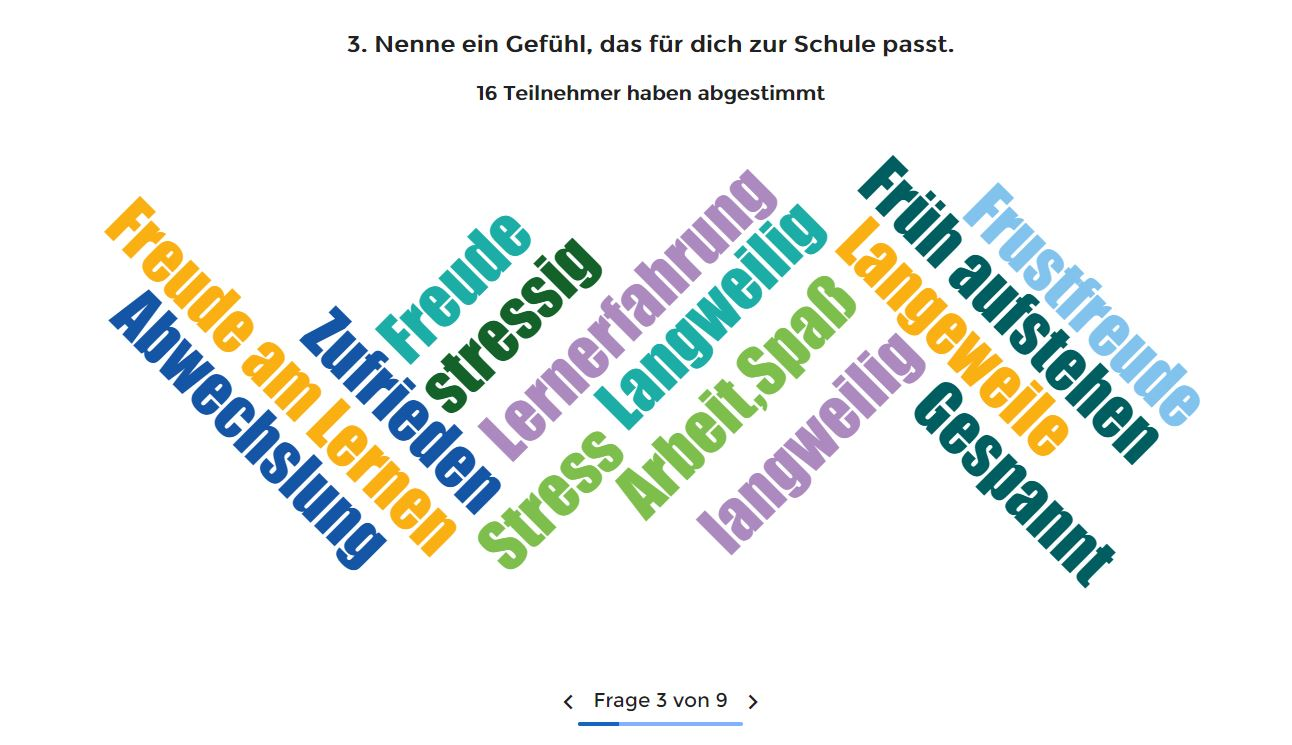 3. Nenne ein Gefühl, das für dich zur Schule passt.
16 Teilnehmer haben abgestimmt
Freude am Lernen
Abwechslung
Zufrieden
Freude
stressig
Lernerfahrung
Langweilig
Stress
Arbeit,Spaß
langweilig
Früh aufstehen
Frustfreude
Langeweile
Gespannt
Frage 3 von 9